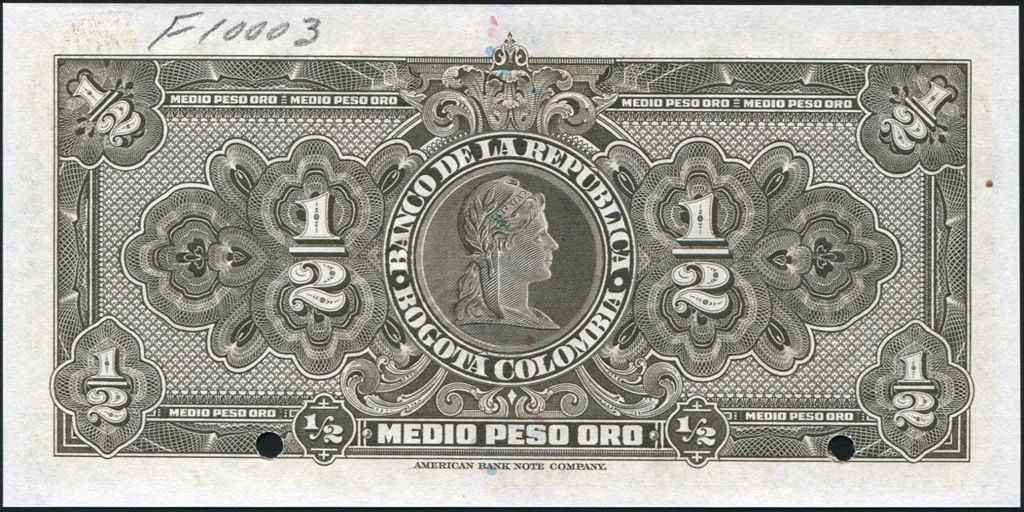 F10003
1/2 1/2
MEDIO PESO ORO MEDIO PESO ORO MEDIO PESO ORO MEDIO PESO ORO
BANCO DE LA REPUBLICA
1/2 1/2
BOGOTA COLOMBIA
1/2 1/2
MEDIO PESO ORO MEDIO PESO ORO
1/2 MEDIO PESO ORO 1/2
AMERICAN BANK NOTE COMPANY.